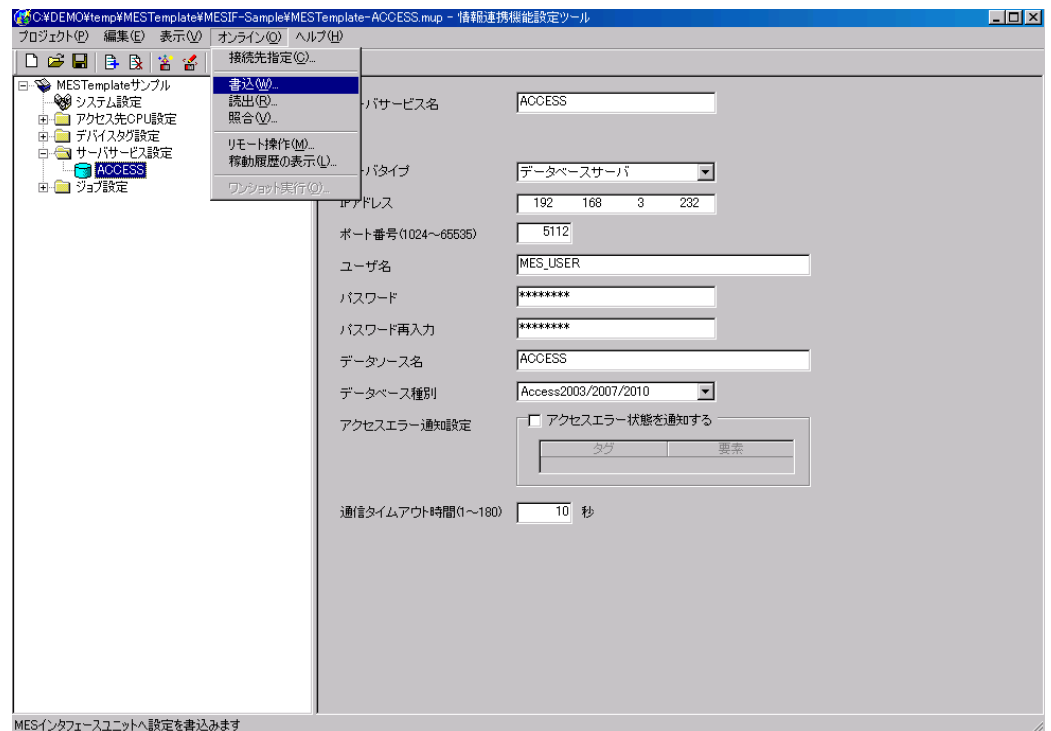 C:¥DEMO¥temp¥MESTemplate¥MESIF-Sample¥MESTemplate-ACCESS.mup - 情報連携機能設定ツール
プロジェクト(P) 編集(E) 表示(V) オンライン(O) ヘルプ(H)
接続先指定(C)...
書込(W)...
読出(R)...
照合(V)...
リモート操作(M)...
稼動履歴の表示(L)...
ワンショット実行(O)...
MESTemplateサンプル
システム設定
アクセス先CPU設定
デバイスタグ設定
サーバサービス設定
ACCESS
ジョブ設定
バサービス名 ACCESS
バタイプ データベースサーバ
IPアドレス 192 168 3 232
ポート番号(1024～65535) 5112
ユーザ名 MES_USER
パスワード ********
パスワード再入力 ********
データソース名 ACCESS
データベース種別 Access2003/2007/2010
アクセスエラー通知設定 アクセスエラー状態を通知する
タグ 要素
通信タイムアウト時間(1～180) 10 秒
MESインタフェースユニットへ設定を書込みます